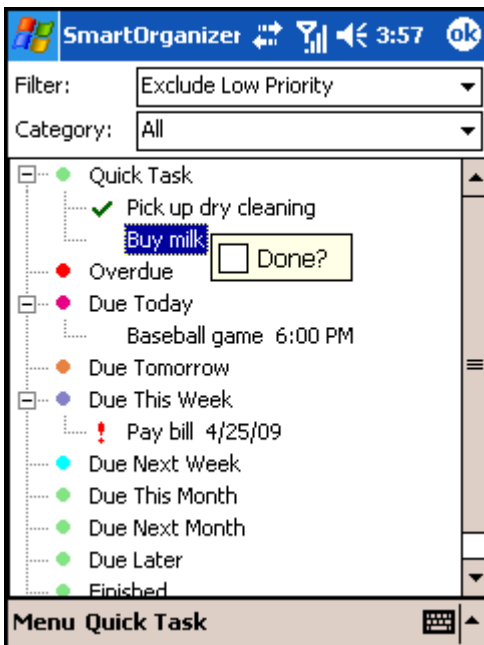 SmartOrganizer 3:57 ok
Filter: Exclude Low Priority
Category: All
Quick Task
Pick up dry cleaning
Buy milk
Done?
Overdue
Due Today
Baseball game 6:00 PM
Due Tomorrow
Due This Week
Pay bill 4/25/09
Due Next Week
Due This Month
Due Next Month
Due Later
Finished
Menu Quick Task